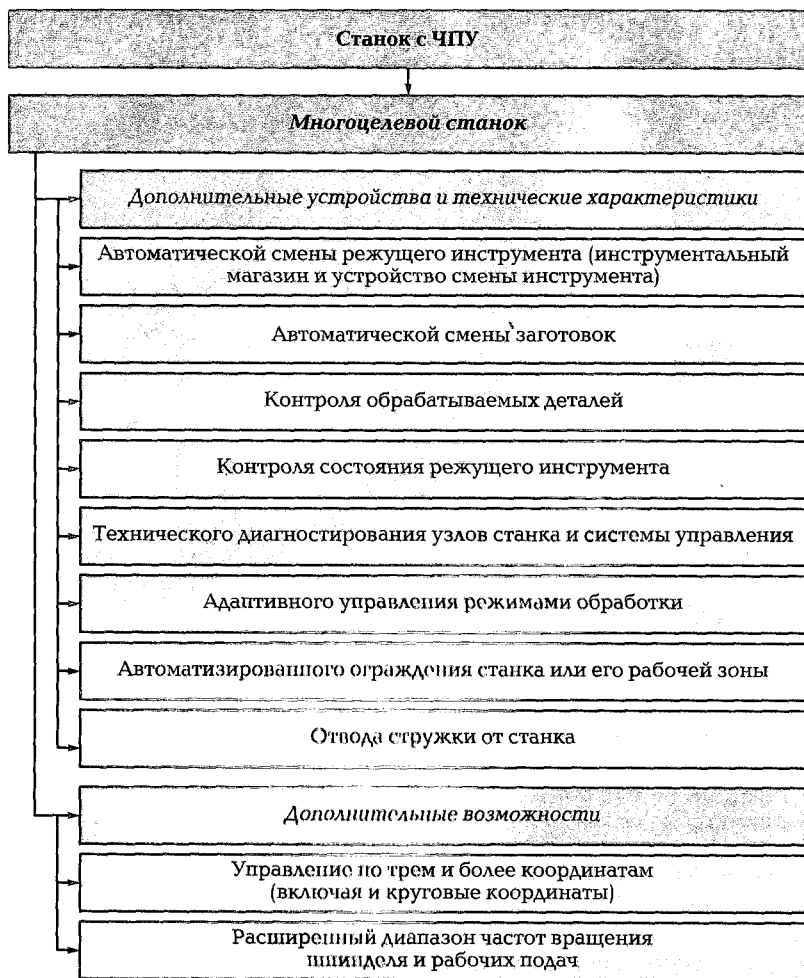 Станок с ЧПУ
Многоцелевой станок
Дополнительные устройства и технические характеристики
Автоматической смены режущего инструмента (инструментальный
магазин и устройство смены инструмента)
Автоматической смены заготовок
Контроля обрабатываемых деталей
Контроля состояния режущего инструмента
Технического диагностирования узлов станка и системы управления
Адаптивного управления режимами обработки
Автоматизированного ограждения станка или его рабочей зоны
Отвода стружки от станка
Дополнительные возможности
Управление по трем и более координатам
(включая и круговые координаты)
Расширенный диапазон частот вращения
шпинделя и рабочих подач